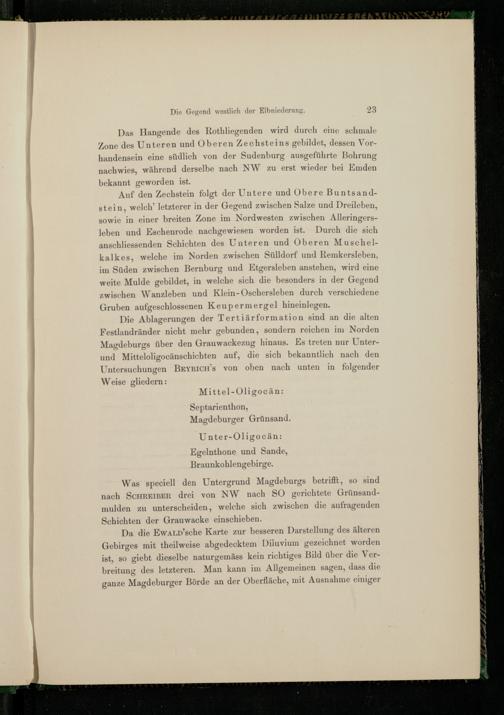 Die Gegend westlich der Elbniederung. 23
Das Hangende des Rothliegenden wird durch eine schmale
Zone des Unteren und Oberen Zechsteins gebildet, dessen Vor-
handensein eine südlich von der Sudenburg ausgeführte Bohrung
nachwies, während derselbe nach NW zu erst wieder bei Emden
bekannt geworden ist.
Auf den Zechstein folgt der Untere und Obere Buntsand-
stein, welch' letzterer in der Gegend zwischen Salze und Dreileben,
sowie in einer breiten Zone im Nordwesten zwischen Alleringers-
leben und Eschenrode nachgewiesen worden ist. Durch die sich
anschliessenden Schichten des Unteren und Oberen Muschel-
kalkes, welche im Norden zwischen Sülldorf und Remkersleben,
im Süden zwischen Bernburg und Etgersleben anstehen, wird eine
weite Mulde gebildet, in welche sich die besonders in der Gegend
zwischen Wanzleben und Klein-Oschersleben durch verschiedene
Gruben aufgeschlossenen Keupermergel hineinlegen.
Die Ablagerungen der Tertiärformation sind an die alten
Festlandränder nicht mehr gebunden, sondern reichen im Norden
Magdeburgs über den Grauwackezug hinaus. Es treten nur Unter-
und Mitteloligocänschichten auf, die sich bekanntlich nach den
Untersuchungen BEYRICH'S von oben nach unten in folgender
Weise gliedern:
Mittel-Oligocän:
Septarienthon,
Magdeburger Grünsand.
Unter-Oligocän:
Egelnthone und Sande,
Braunkohlengebirge.
Was speciell den Untergrund Magdeburgs betrifft, so sind
nach SCHREIBER drei von NW nach SO gerichtete Grünsand-
mulden zu unterscheiden, welche sich zwischen die aufragenden
Schichten der Grauwacke einschieben.
Da die EWALD'sche Karte zur besseren Darstellung des älteren
Gebirges mit theilweise abgedecktem Diluvium gezeichnet worden
ist, so giebt dieselbe naturgemäss kein richtiges Bild über die Ver-
breitung des letzteren. Man kann im Allgemeinen sagen, dass die
ganze Magdeburger Börde an der Oberfläche, mit Ausnahme einiger